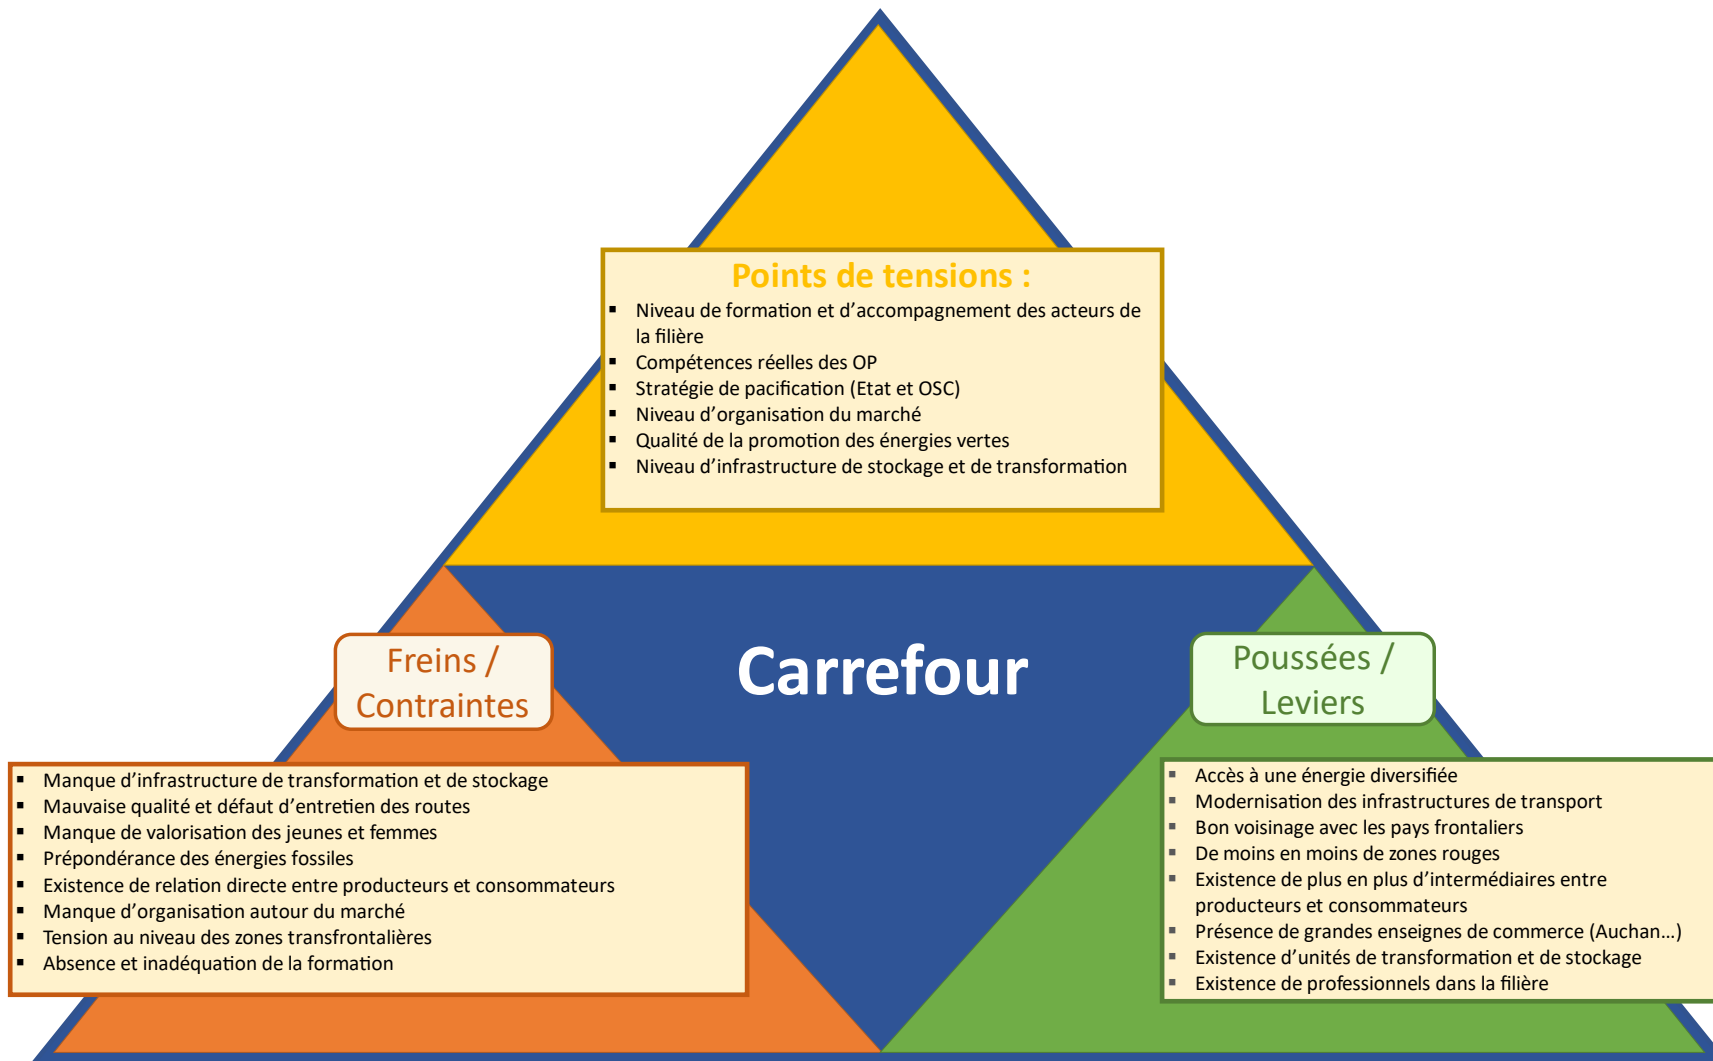 Points de tensions :
▪ Niveau de formation et d’accompagnement des acteurs de
la filière
▪ Compétences réelles des OP
▪ Stratégie de pacification (Etat et OSC)
▪ Niveau d’organisation du marché
▪ Qualité de la promotion des énergies vertes
▪ Niveau d’infrastructure de stockage et de transformation
Carrefour
Freins /
Contraintes
▪ Manque d’infrastructure de transformation et de stockage
▪ Mauvaise qualité et défaut d’entretien des routes
▪ Manque de valorisation des jeunes et femmes
▪ Prépondérance des énergies fossiles
▪ Existence de relation directe entre producteurs et consommateurs
▪ Manque d’organisation autour du marché
▪ Tension au niveau des zones transfrontalières
▪ Absence et inadéquation de la formation
Poussées /
Leviers
▪ Accès à une énergie diversifiée
▪ Modernisation des infrastructures de transport
▪ Bon voisinage avec les pays frontaliers
▪ De moins en moins de zones rouges
▪ Existence de plus en plus d’intermédiaires entre
producteurs et consommateurs
▪ Présence de grandes enseignes de commerce (Auchan…)
▪ Existence d’unités de transformation et de stockage
▪ Existence de professionnels dans la filière